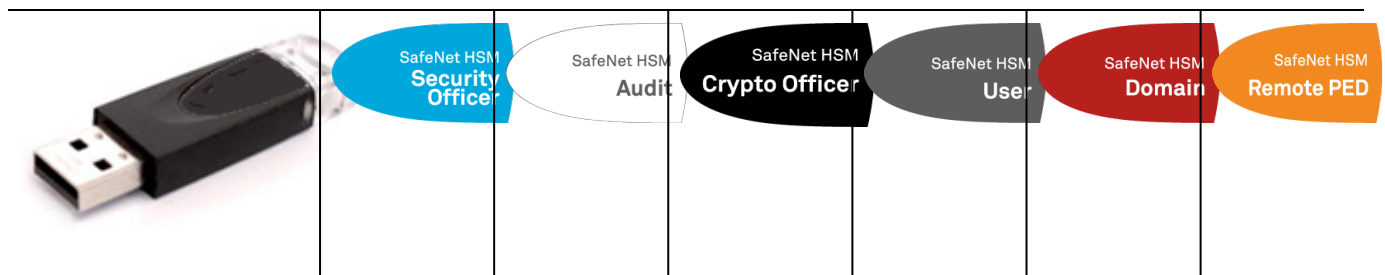 SafeNet HSM
Security
Officer
SafeNet HSM
Audit
SafeNet HSM
Crypto Officer
SafeNet HSM
User
SafeNet HSM
Domain
SafeNet HSM
Remote PED